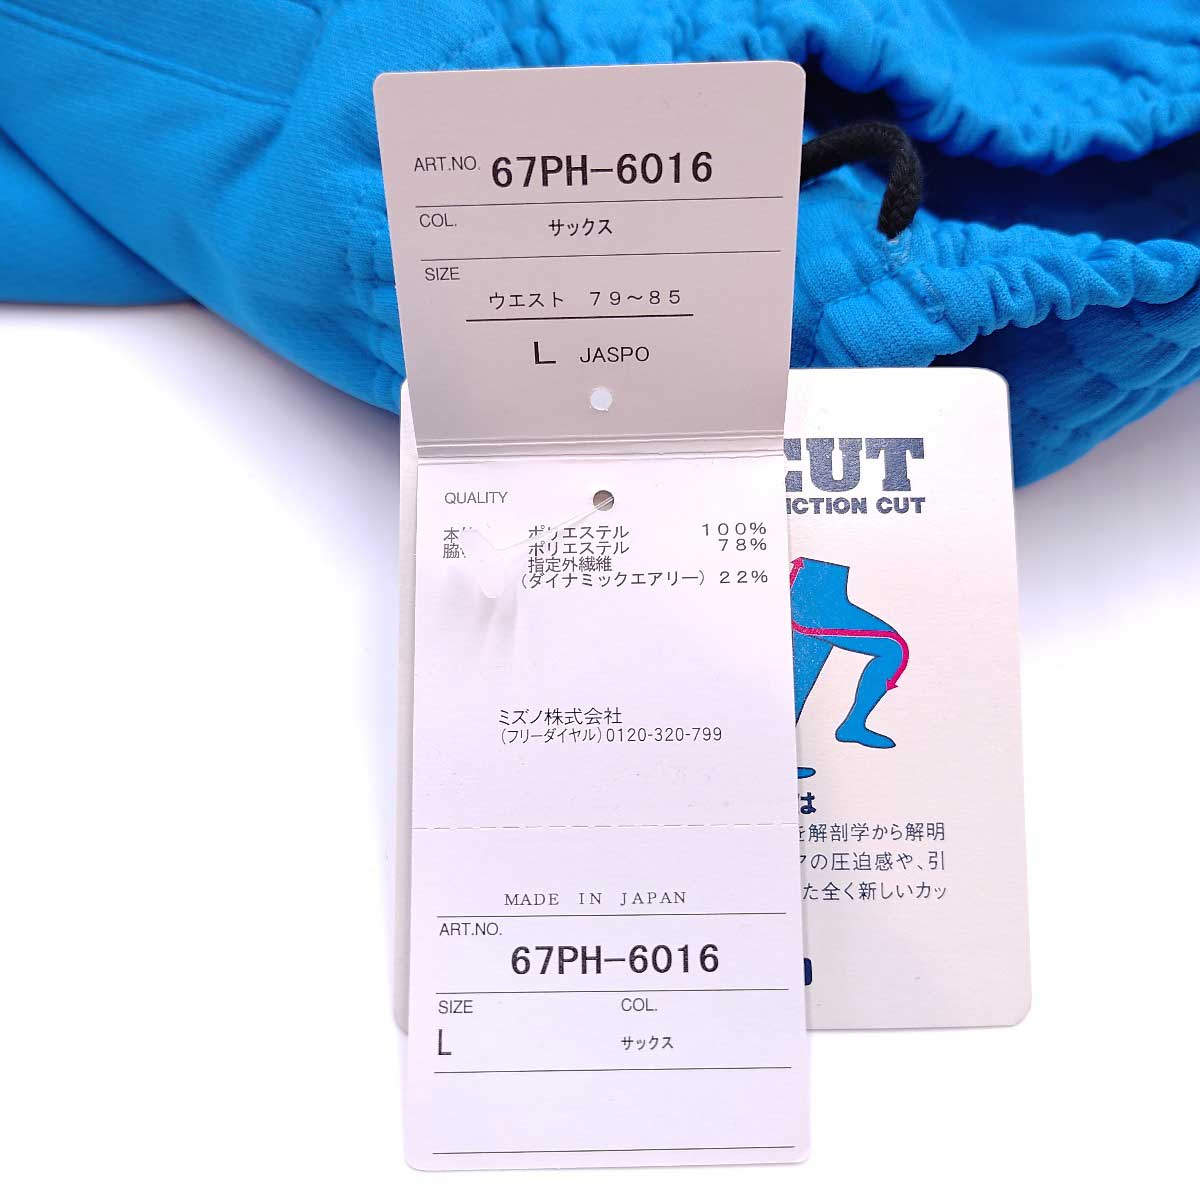 ART.NO. 67PH-6016
COL. サックス
SIZE
ウエスト 79～85
L JASPO
QUALITY
本 ポリエステル 100%
脇 ポリエステル 78%
指定外繊維
(ダイナミックエアリー) 22%
ミズノ株式会社
(フリーダイヤル)0120-320-799
MADE IN JAPAN
ART.NO.
67PH-6016
SIZE COL.
L サックス
CUT
CUT
は
を解剖学から解明
の圧迫感や、引
た全く新しいカッ